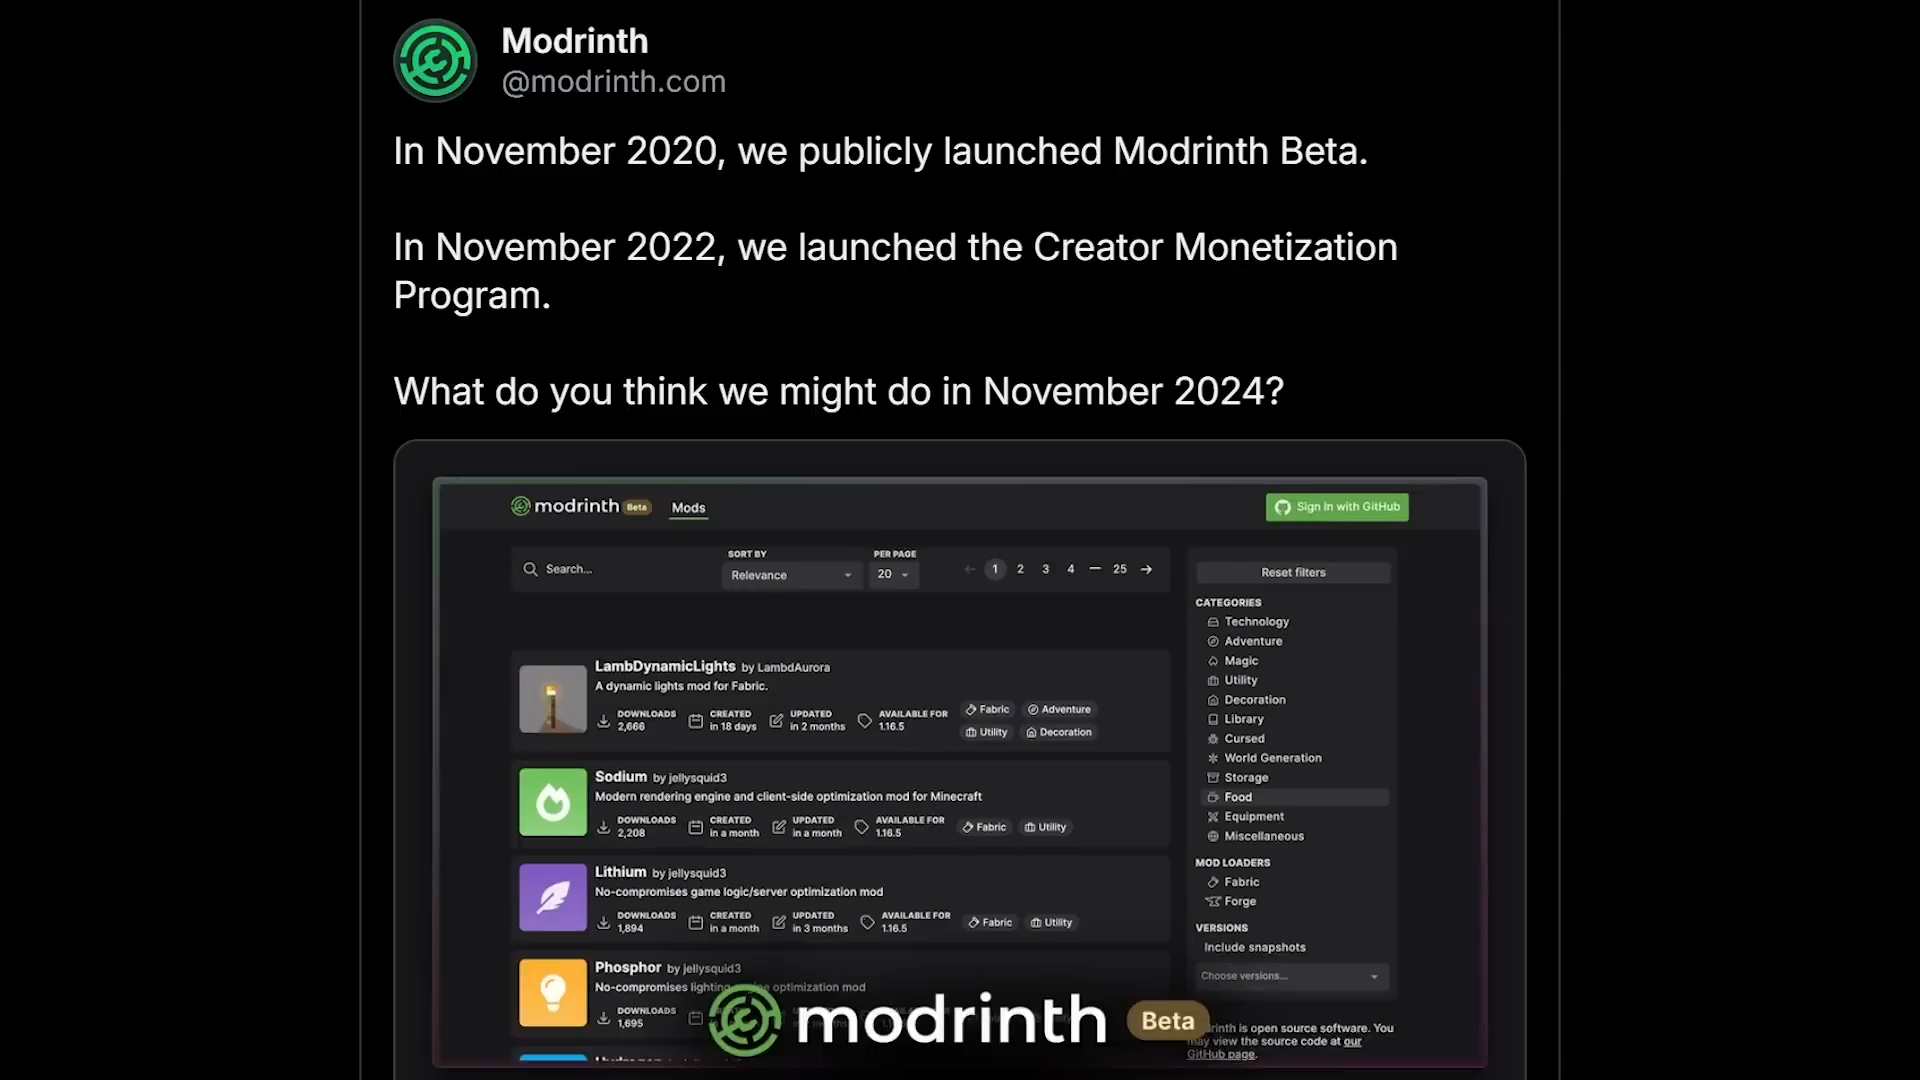 Modrinth
@modrinth.com
In November 2020, we publicly launched Modrinth Beta.
In November 2022, we launched the Creator Monetization
Program.
What do you think we might do in November 2024?
modrinth Beta Mods
Sign in with GitHub
Search...
SORT BY
Relevance
PER PAGE
20
1 2 3 4 — 25
Reset filters
CATEGORIES
Technology
Adventure
Magic
Utility
Decoration
Library
Cursed
World Generation
Storage
Food
Equipment
Miscellaneous
MOD LOADERS
Fabric
Forge
VERSIONS
Include snapshots
Choose versions...
LambDynamicLights by LambdAurora
A dynamic lights mod for Fabric.
DOWNLOADS
2,666
CREATED
in 18 days
UPDATED
in 2 months
AVAILABLE FOR
1.16.5
Fabric Adventure
Utility Decoration
Sodium by jellysquid3
Modern rendering engine and client-side optimization mod for Minecraft
DOWNLOADS
2,208
CREATED
in a month
UPDATED
in a month
AVAILABLE FOR
1.16.5
Fabric Utility
Lithium by jellysquid3
No-compromises game logic/server optimization mod
DOWNLOADS
1,894
CREATED
in a month
UPDATED
in 3 months
AVAILABLE FOR
1.16.5
Fabric Utility
Phosphor by jellysquid3
No-compromises lighting engine optimization mod
DOWNLOADS
1,695
modrinth Beta
is open source software. You
may view the source code at our
GitHub page.